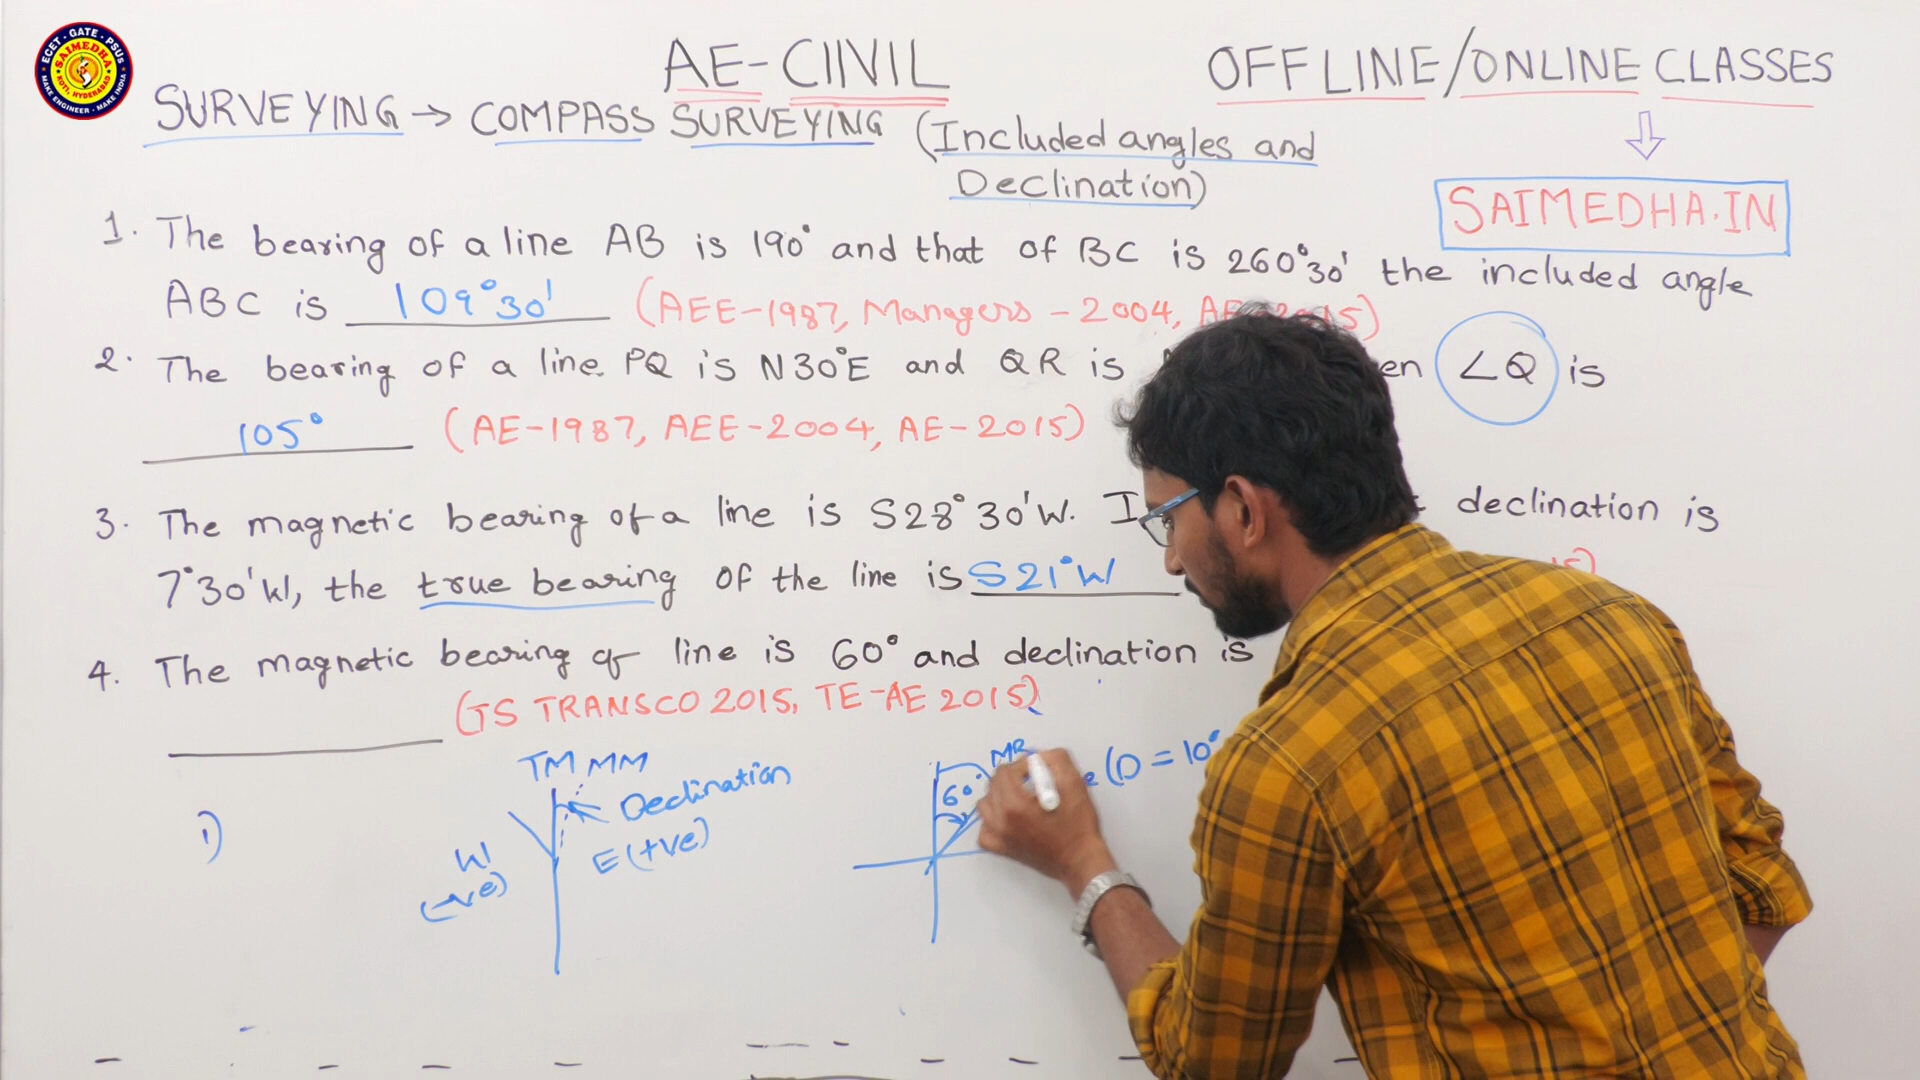 AE-CIVIL
OFFLINE/ONLINE CLASSES
ECET - GATE - PSUs
SAIMEDHA
KOTI, HYDERABAD
MAKE ENGINEER - MAKE INDIA
SURVEYING → COMPASS SURVEYING (Included angles and
Declination)
SAIMEDHA.IN
1. The bearing of a line AB is 190° and that of BC is 260°30' the included angle
ABC is 109°30' (AEE-1987, Managers - 2004, 2015)
2. The bearing of a line PQ is N30°E and QR is en ∠Q is
105° (AE-1987, AEE-2004, AE-2015)
3. The magnetic bearing of a line is S28°30'W. I declination is
7°30'W, the true bearing of the line is S21°W
4. The magnetic bearing of line is 60° and declination is
(TS TRANSCO 2015, TE-AE 2015)
TM MM
Declination
W
(-ve)
E(+ve)
1)
MB
60°
e (D = 10°